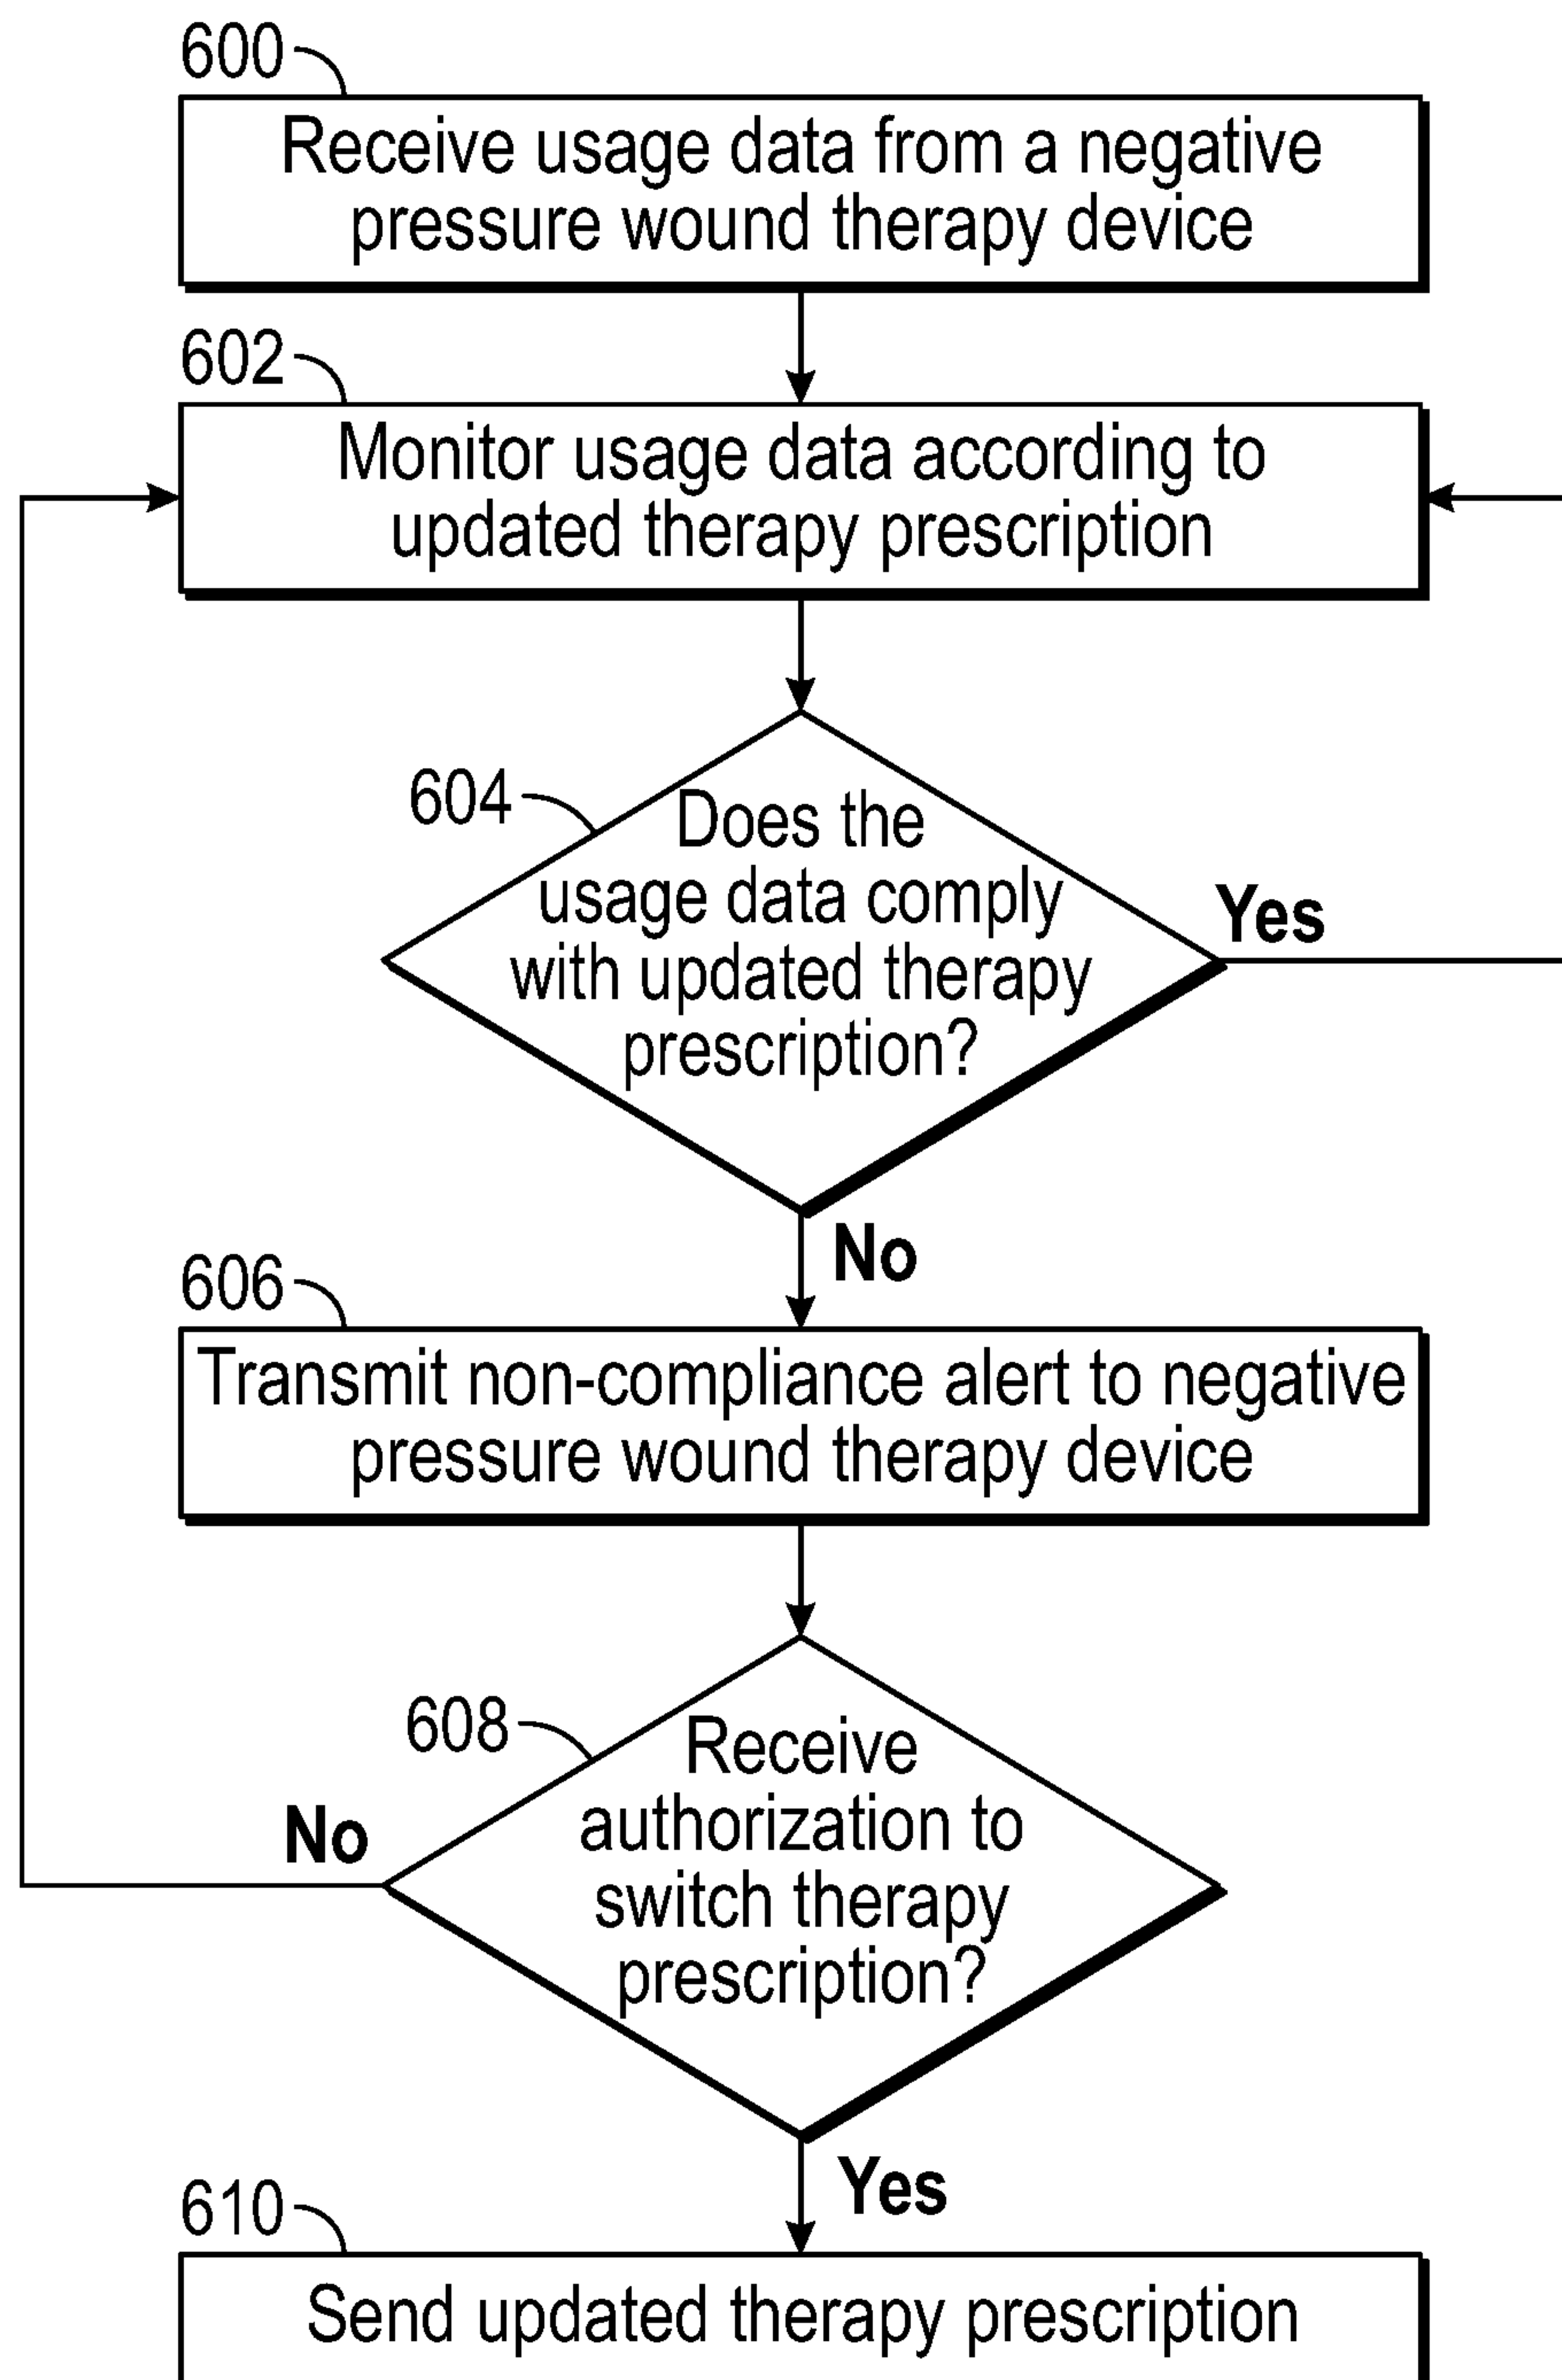 600
Receive usage data from a negative
pressure wound therapy device
602
Monitor usage data according to
updated therapy prescription
604
Does the
usage data comply
with updated therapy
prescription?
Yes
No
606
Transmit non-compliance alert to negative
pressure wound therapy device
608
Receive
authorization to
switch therapy
prescription?
No
Yes
610
Send updated therapy prescription